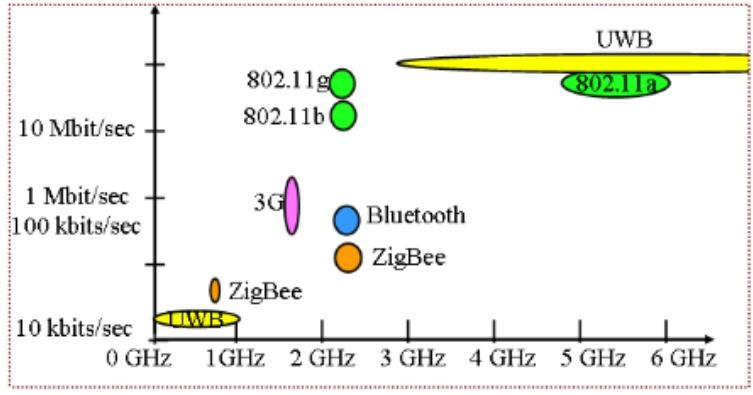 UWB
802.11g
802.11a
802.11b
10 Mbit/sec
1 Mbit/sec
3G
100 kbits/sec
Bluetooth
ZigBee
ZigBee
UWB
10 kbits/sec
0 GHz 1GHz 2 GHz 3 GHz 4 GHz 5 GHz 6 GHz